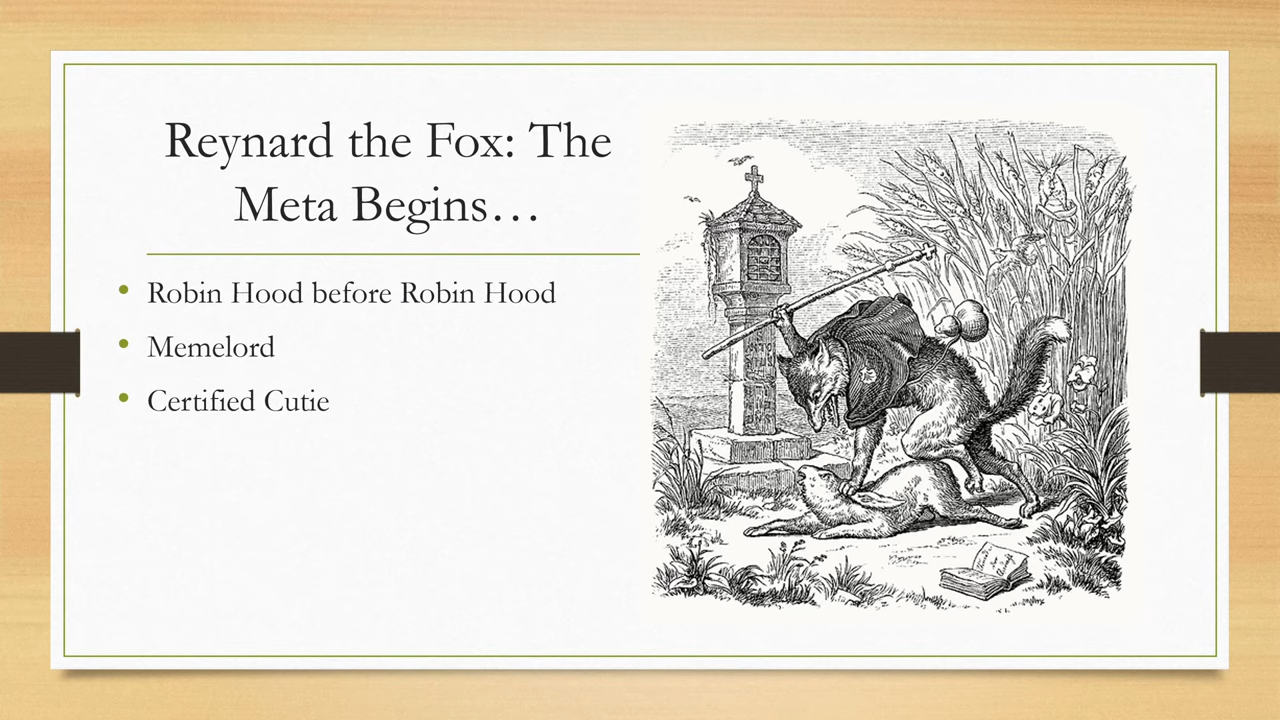 Reynard the Fox: The
Meta Begins…
• Robin Hood before Robin Hood
• Memelord
• Certified Cutie